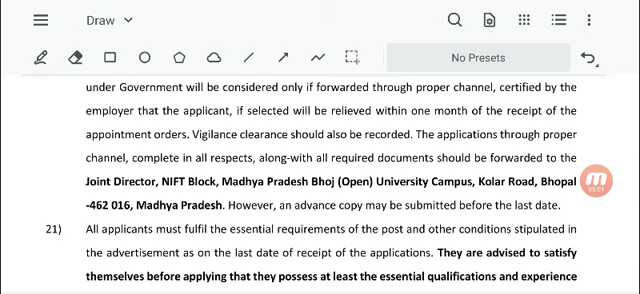 Draw
No Presets
under Government will be considered only if forwarded through proper channel, certified by the
employer that the applicant, if selected will be relieved within one month of the receipt of the
appointment orders. Vigilance clearance should also be recorded. The applications through proper
channel, complete in all respects, along-with all required documents should be forwarded to the
Joint Director, NIFT Block, Madhya Pradesh Bhoj (Open) University Campus, Kolar Road, Bhopal
-462 016, Madhya Pradesh. However, an advance copy may be submitted before the last date.
05:01
21) All applicants must fulfil the essential requirements of the post and other conditions stipulated in
the advertisement as on the last date of receipt of the applications. They are advised to satisfy
themselves before applying that they possess at least the essential qualifications and experience